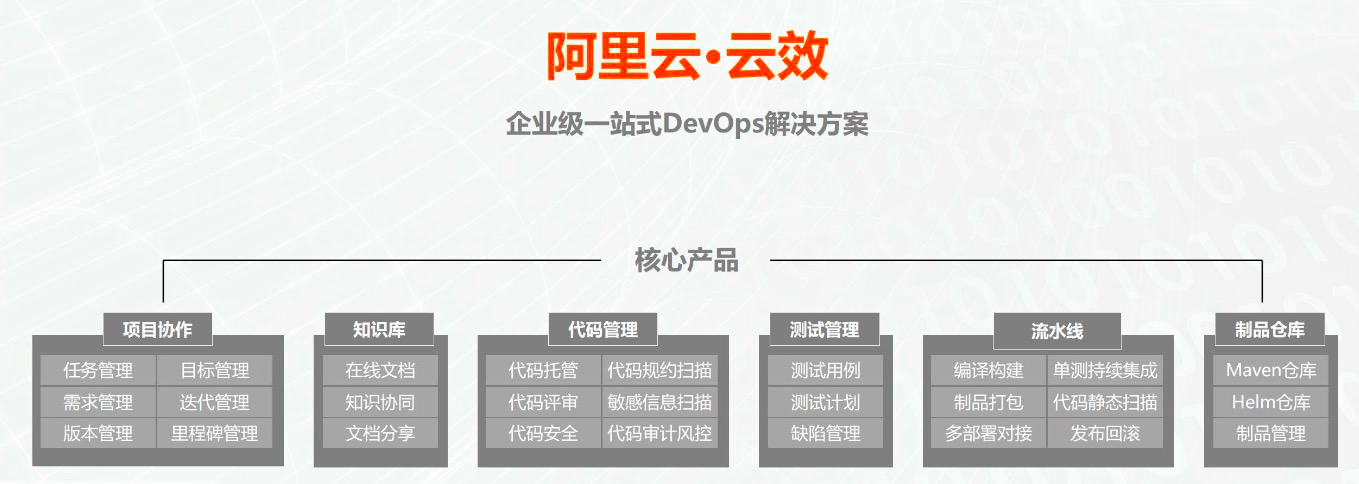 阿里云·云效
企业级一站式DevOps解决方案
核心产品
项目协作
任务管理 目标管理
需求管理 迭代管理
版本管理 里程碑管理
知识库
在线文档
知识协同
文档分享
代码管理
代码托管 代码规约扫描
代码评审 敏感信息扫描
代码安全 代码审计风控
测试管理
测试用例
测试计划
缺陷管理
流水线
编译构建 单测持续集成
制品打包 代码静态扫描
多部署对接 发布回滚
制品仓库
Maven仓库
Helm仓库
制品管理